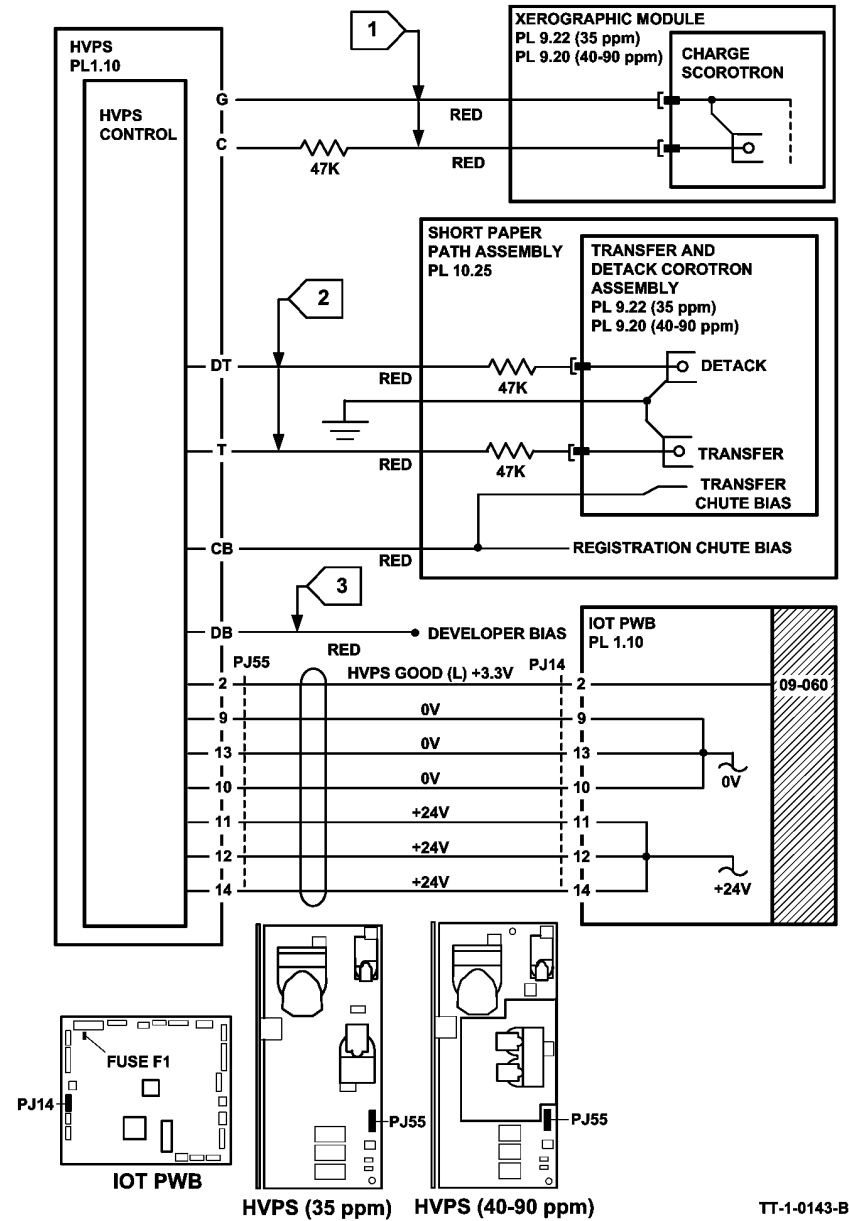 1
HVPS
PL1.10
HVPS
CONTROL
XEROGRAPHIC MODULE
PL 9.22 (35 ppm)
PL 9.20 (40-90 ppm)
CHARGE
SCOROTRON
G
RED
C
47K
RED
SHORT PAPER
PATH ASSEMBLY
PL 10.25
TRANSFER AND
DETACK COROTRON
ASSEMBLY
PL 9.22 (35 ppm)
PL 9.20 (40-90 ppm)
2
DT
RED
47K
DETACK
T
RED
47K
TRANSFER
TRANSFER
CHUTE BIAS
CB
RED
REGISTRATION CHUTE BIAS
3
DB
RED
DEVELOPER BIAS
IOT PWB
PL 1.10
PJ55
HVPS GOOD (L) +3.3V
PJ14
2
2
09-060
9
0V
9
13
0V
13
0V
10
0V
10
11
+24V
11
12
+24V
12
+24V
14
+24V
14
FUSE F1
PJ14
IOT PWB
PJ55
HVPS (35 ppm)
PJ55
HVPS (40-90 ppm)
TT-1-0143-B